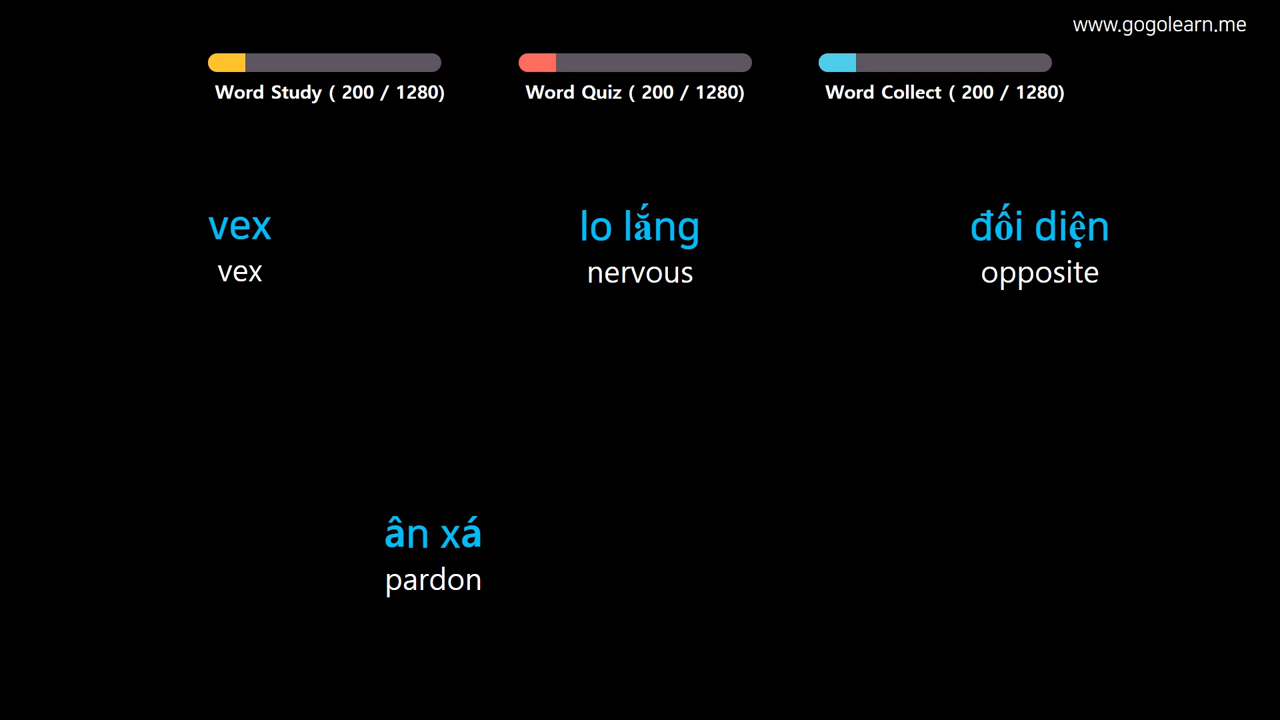 www.gogolearn.me
Word Study ( 200 / 1280)
Word Quiz ( 200 / 1280)
Word Collect ( 200 / 1280)
vex
vex
lo lắng
nervous
đối diện
opposite
ân xá
pardon